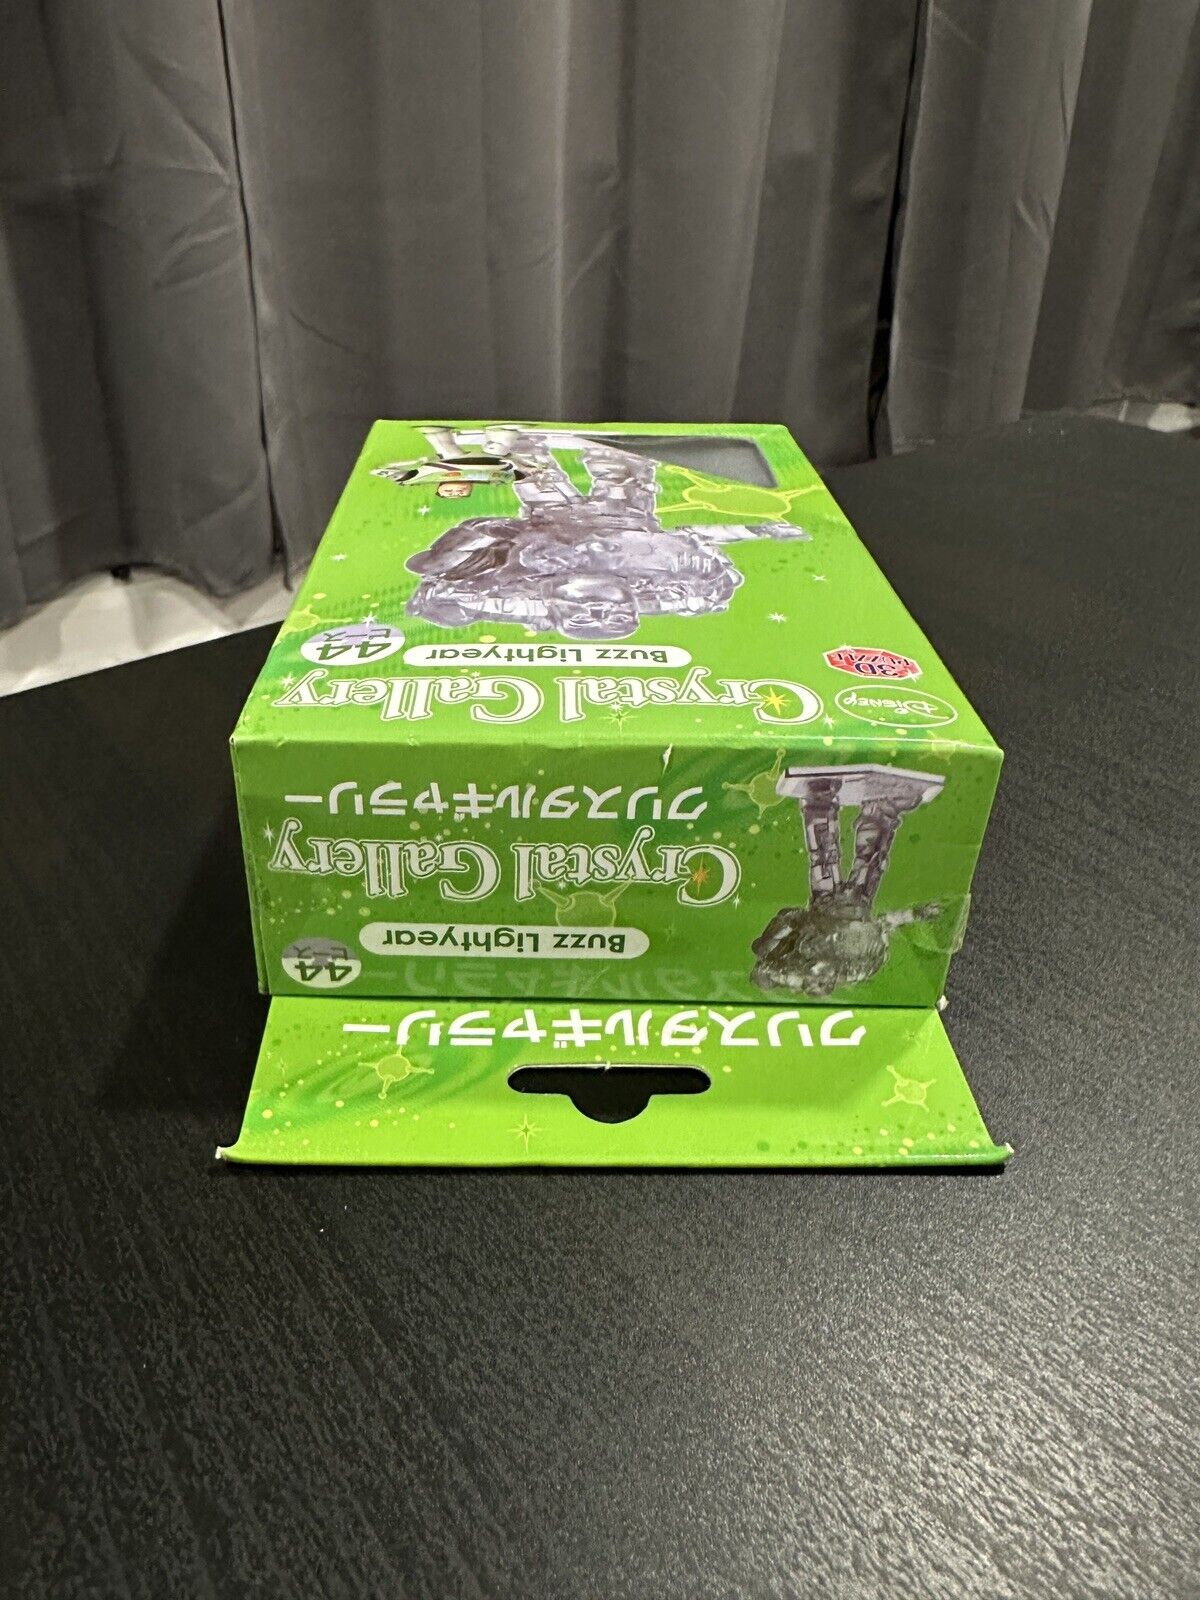 Disney
3D
PUZZLE
Crystal Gallery
Buzz Lightyear
44
ピース
クリスタルギャラリー
Crystal Gallery
Buzz Lightyear
44
ピース
クリスタルギャラリー